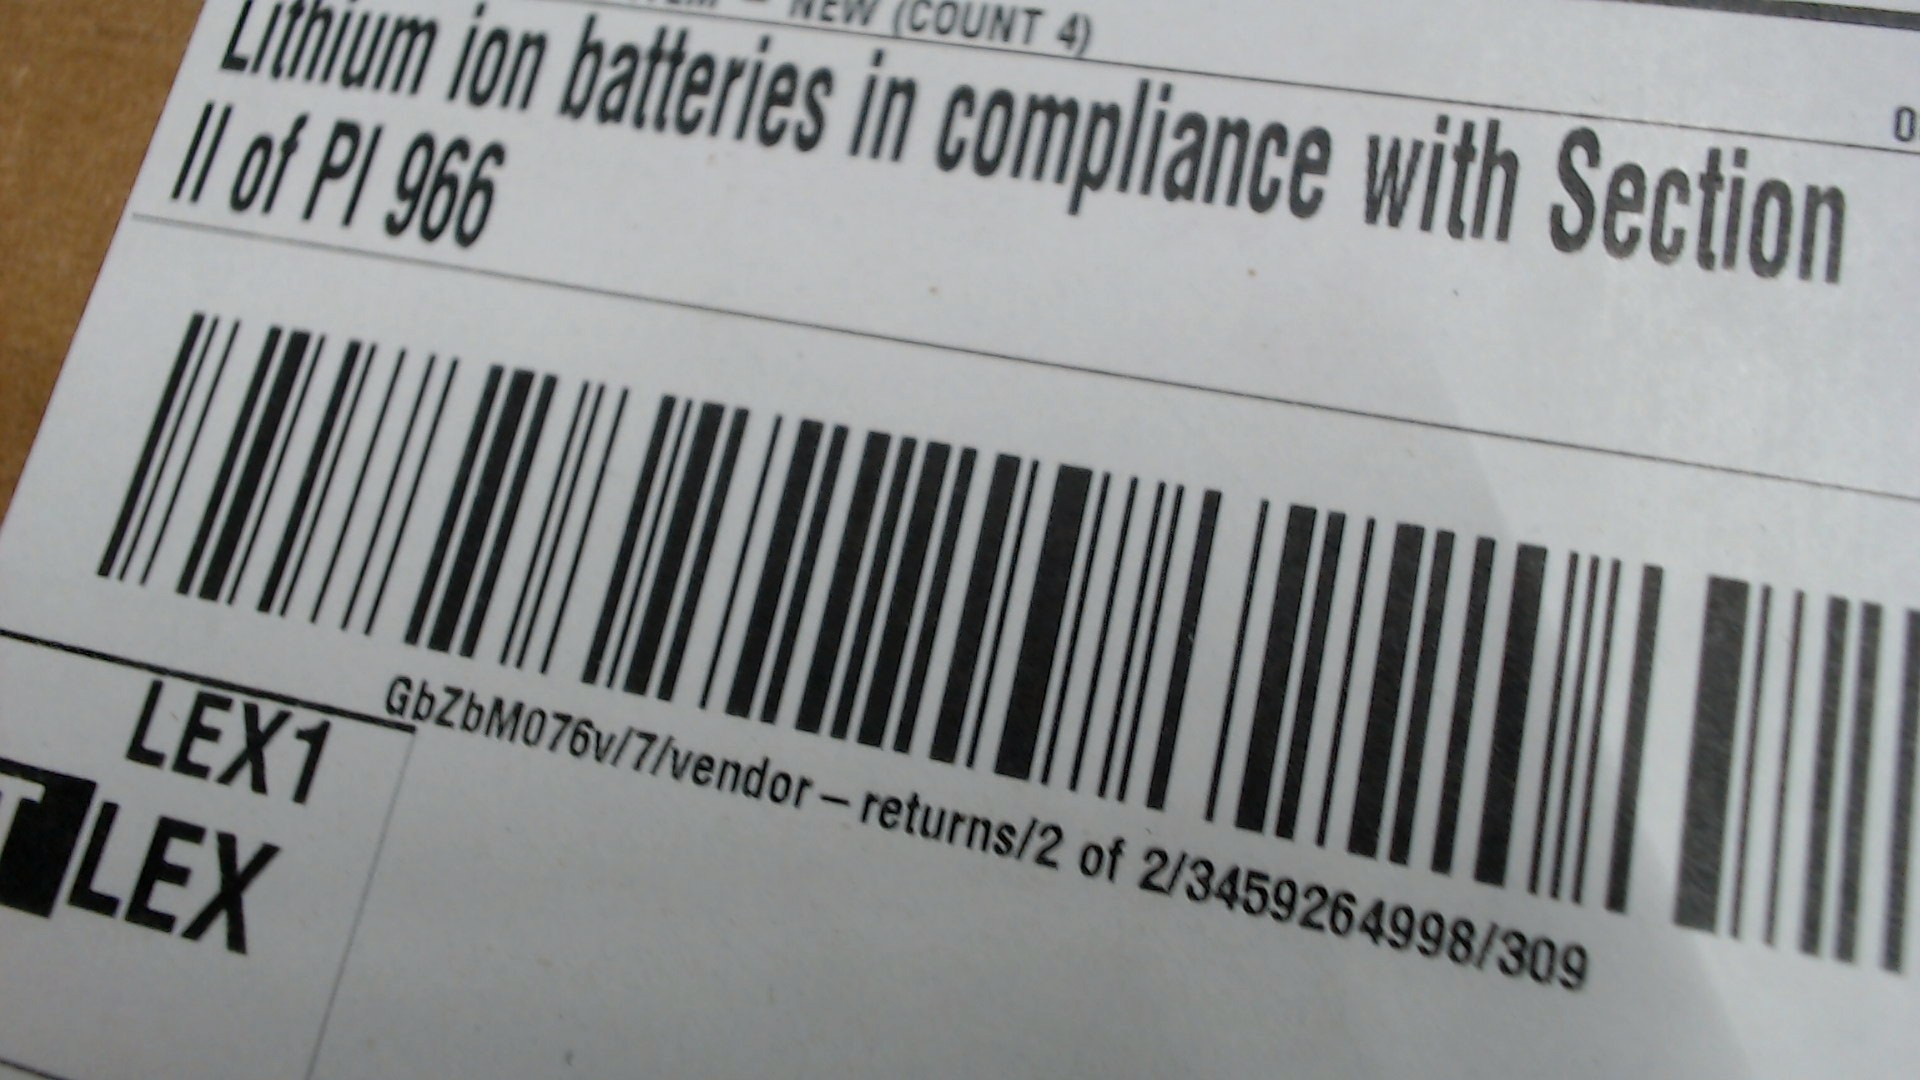 NEW (COUNT 4)
Lithium ion batteries in compliance with Section
II of PI 966
GbZbM076v/7/vendor – returns/2 of 2/3459264998/309
LEX1
LEX